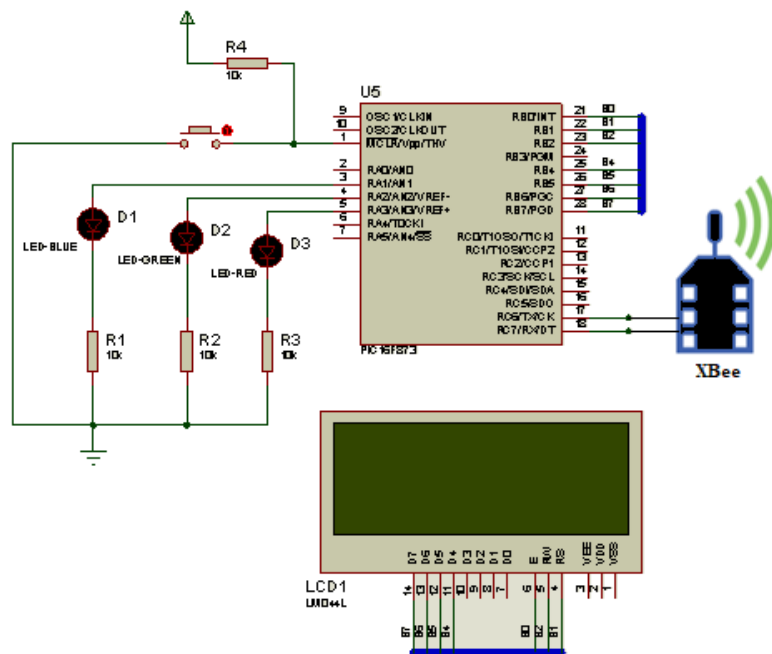 R4
10k
U5
9
OSC1/CLKIN
10
OSC2/CLKOUT
1
MCLR/Vpp/THV
2
RA0/AN0
3
RA1/AN1
4
RA2/AN2/VREF-
5
RA3/AN3/VREF+
6
RA4/T0CKI
7
RA5/AN4/SS
RB0/INT
21
B0
RB1
22
B1
RB2
23
B2
RB3/PGM
24
RB4
25
B4
RB5
26
B5
RB6/PGC
27
B6
RB7/PGD
28
B7
RC0/T1OSO/T1CKI
11
RC1/T1OSI/CCP2
12
RC2/CCP1
13
RC3/SCK/SCL
14
RC4/SDI/SDA
15
RC5/SDO
16
RC6/TX/CK
17
RC7/RX/DT
18
PIC16F873
D1
LED-BLUE
D2
LED-GREEN
D3
LED-RED
R1
10k
R2
10k
R3
10k
XBee
D7
D6
D5
D4
D3
D2
D1
D0
E
RW
RS
VEE
VDD
VSS
14
13
12
11
10
9
8
7
6
5
4
3
2
1
LCD1
LM044L
B7
B6
B5
B4
B0
B2
B1